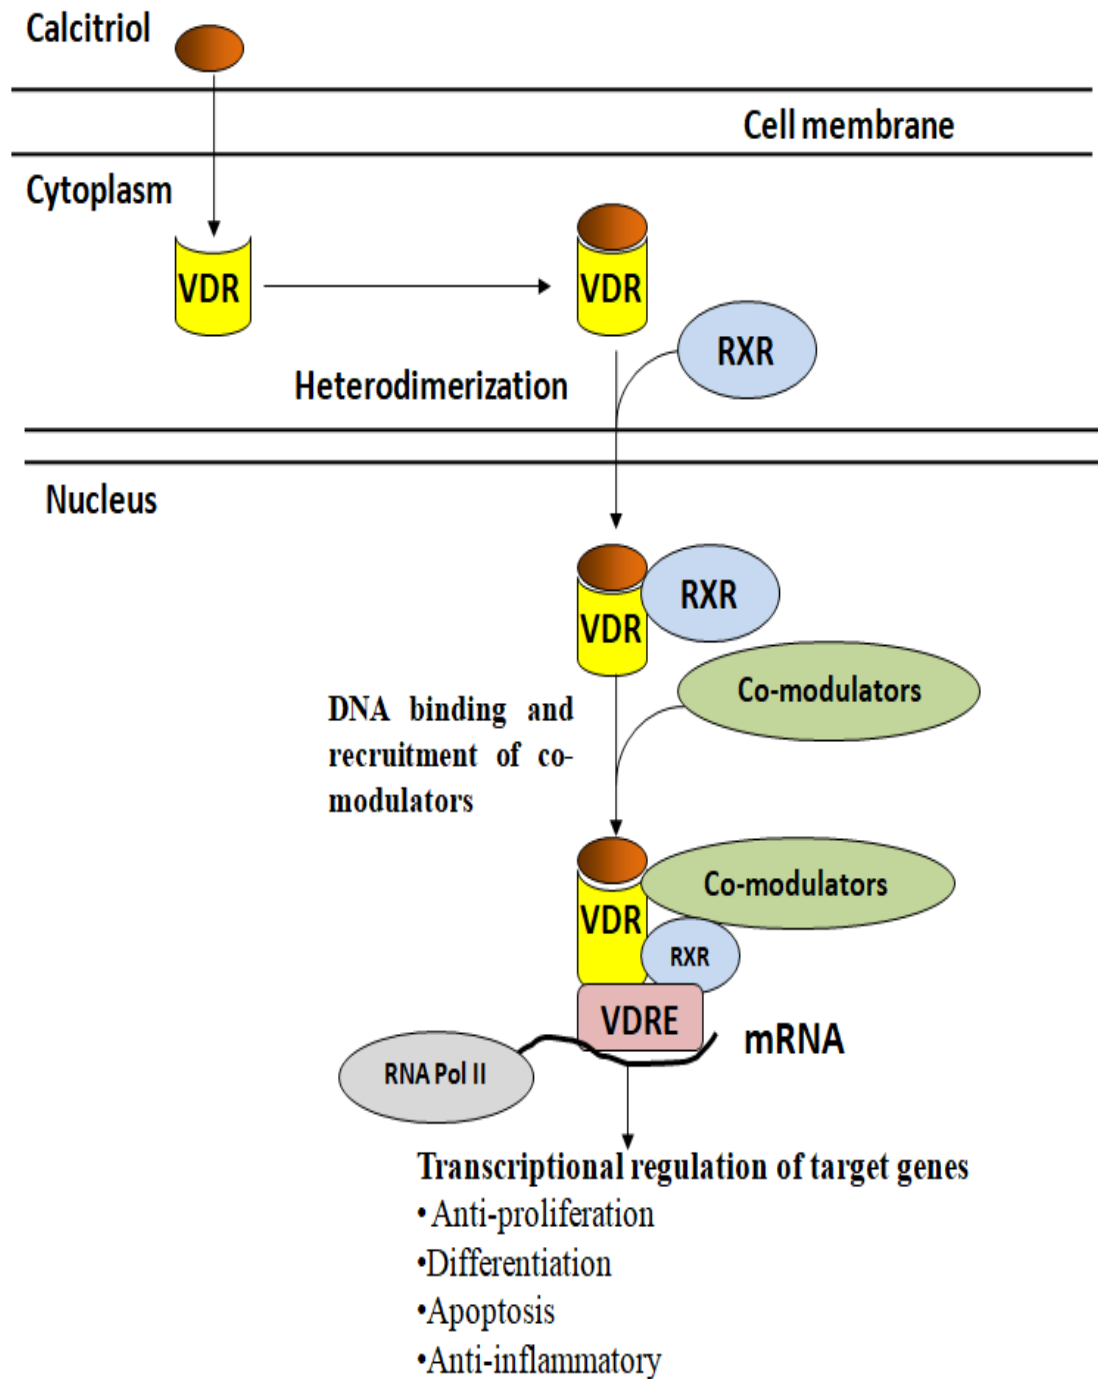 Calcitriol
Cell membrane
Cytoplasm
VDR
VDR
RXR
Heterodimerization
Nucleus
RXR
VDR
Co-modulators
DNA binding and
recruitment of co-
modulators
Co-modulators
VDR
RXR
VDRE
mRNA
RNA Pol II
Transcriptional regulation of target genes
• Anti-proliferation
•Differentiation
•Apoptosis
•Anti-inflammatory